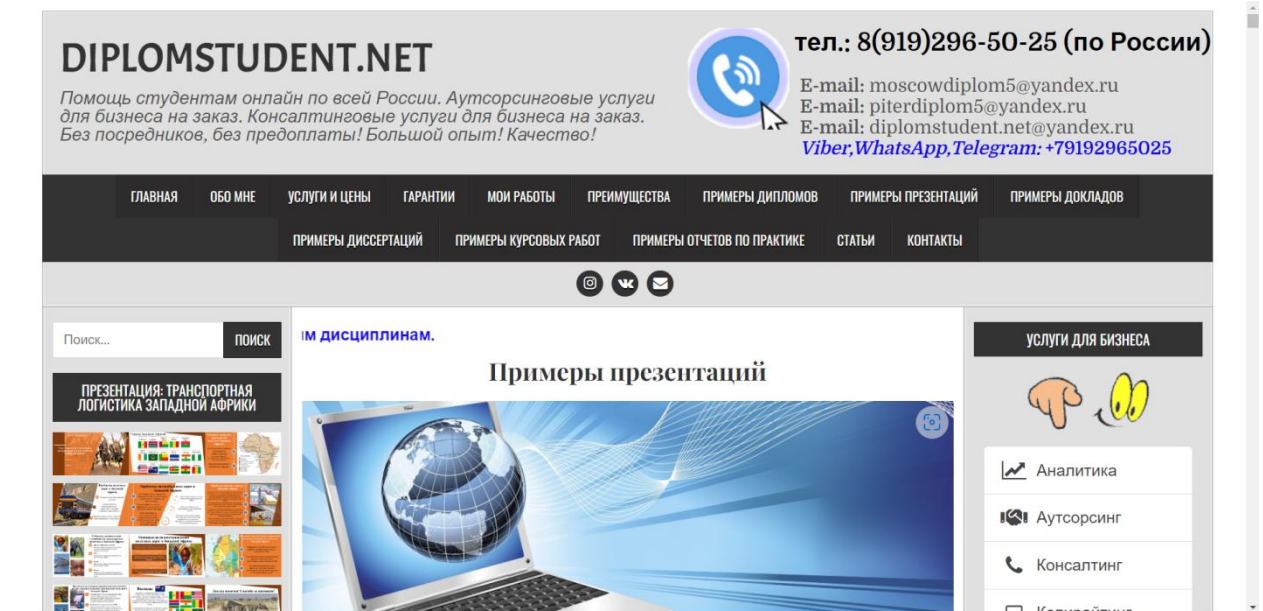 DIPLOMSTUDENT.NET
Помощь студентам онлайн по всей России. Аутсорсинговые услуги
для бизнеса на заказ. Консалтинговые услуги для бизнеса на заказ.
Без посредников, без предоплаты! Большой опыт! Качество!
тел.: 8(919)296-50-25 (по России)
E-mail: moscowdiplom5@yandex.ru
E-mail: piterdiplom5@yandex.ru
E-mail: diplomstudent.net@yandex.ru
Viber,WhatsApp,Telegram: +79192965025
ГЛАВНАЯ ОБО МНЕ УСЛУГИ И ЦЕНЫ ГАРАНТИИ МОИ РАБОТЫ ПРЕИМУЩЕСТВА ПРИМЕРЫ ДИПЛОМОВ ПРИМЕРЫ ПРЕЗЕНТАЦИЙ ПРИМЕРЫ ДОКЛАДОВ
ПРИМЕРЫ ДИССЕРТАЦИЙ ПРИМЕРЫ КУРСОВЫХ РАБОТ ПРИМЕРЫ ОТЧЕТОВ ПО ПРАКТИКЕ СТАТЬИ КОНТАКТЫ
Поиск... ПОИСК
ПРЕЗЕНТАЦИЯ: ТРАНСПОРТНАЯ
ЛОГИСТИКА ЗАПАДНОЙ АФРИКИ
дисциплинам.
Примеры презентаций
УСЛУГИ ДЛЯ БИЗНЕСА
Аналитика
Аутсорсинг
Консалтинг